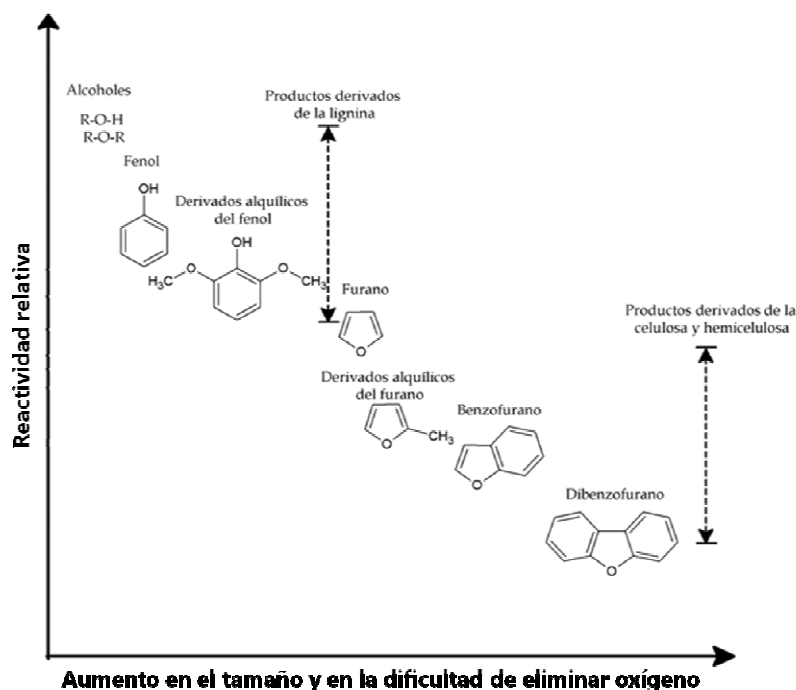 Alcoholes
R-O-H
R-O-R
Fenol
OH
Derivados alquílicos
del fenol
OH
H₃C
O
O
CH₃
Productos derivados
de la lignina
Furano
O
Derivados alquílicos
del furano
O
CH₃
Benzofurano
O
Dibenzofurano
O
Productos derivados de la
celulosa y hemicelulosa
Reactividad relativa
Aumento en el tamaño y en la dificultad de eliminar oxígeno